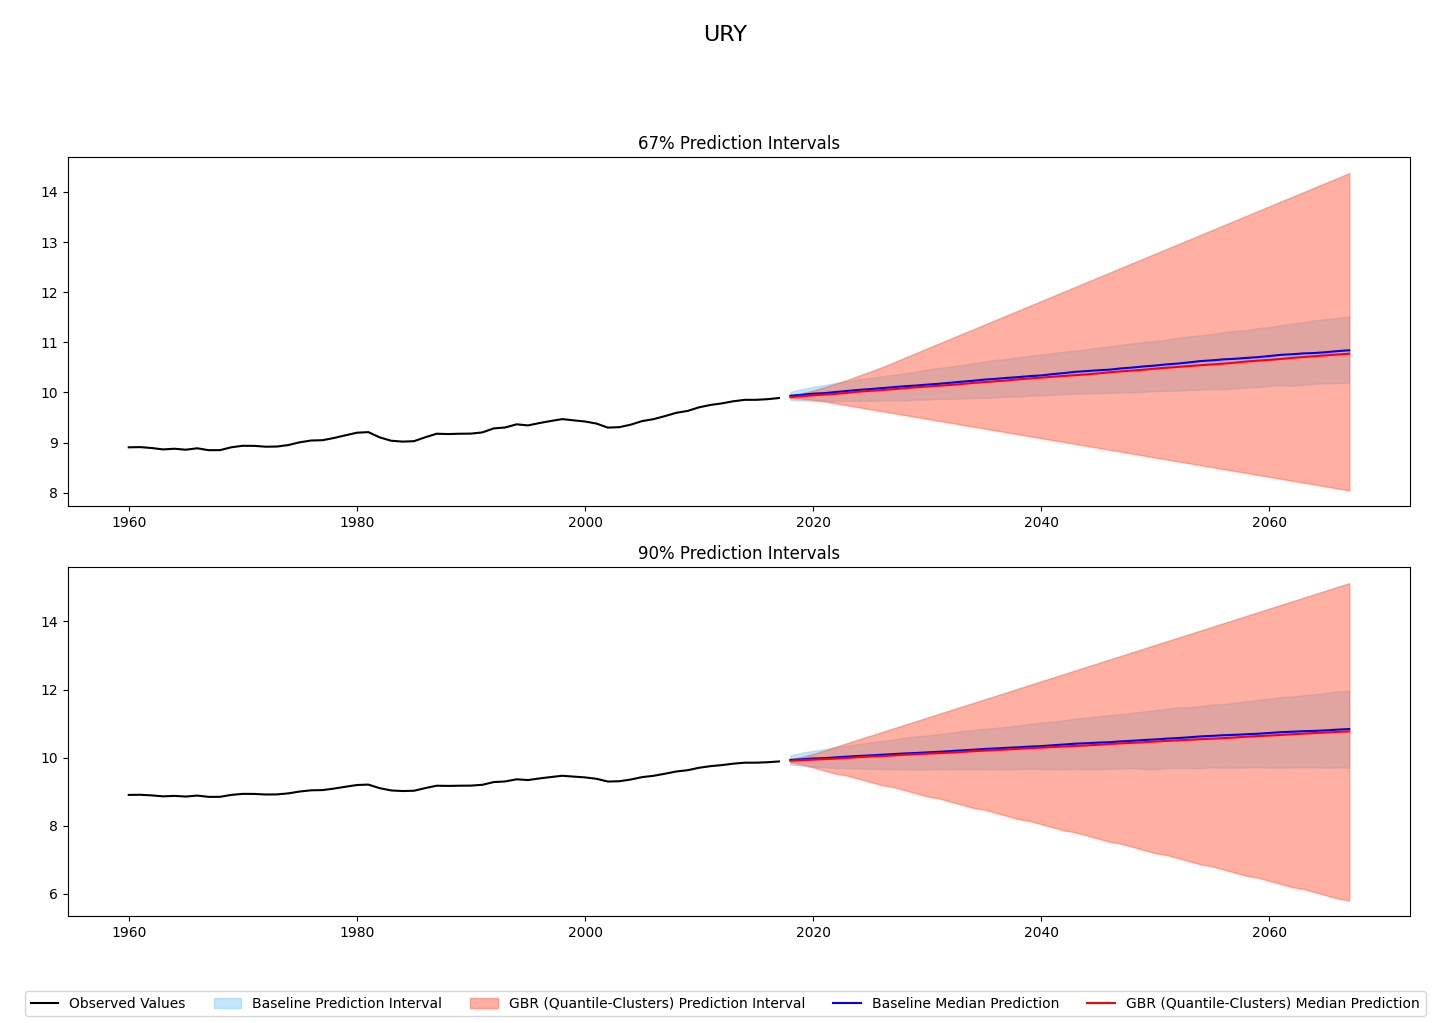 URY
67% Prediction Intervals
14
13
12
11
10
9
8
1960 1980 2000 2020 2040 2060
90% Prediction Intervals
14
12
10
8
6
1960 1980 2000 2020 2040 2060
Observed Values Baseline Prediction Interval GBR (Quantile-Clusters) Prediction Interval Baseline Median Prediction GBR (Quantile-Clusters) Median Prediction